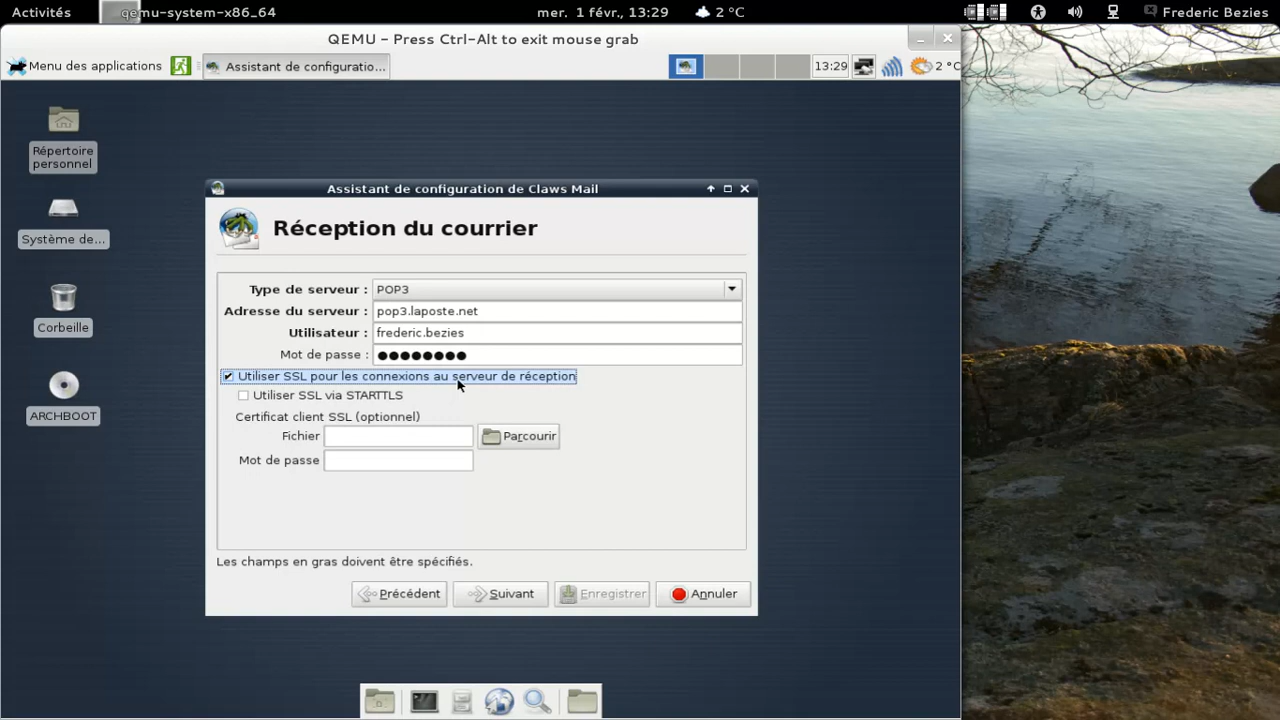 Activités
qemu-system-x86_64
mer. 1 févr., 13:29
2 °C
Frederic Bezies
QEMU - Press Ctrl-Alt to exit mouse grab
Menu des applications
Assistant de configuratio...
13:29
2 °C
Répertoire
personnel
Système de...
Corbeille
ARCHBOOT
Assistant de configuration de Claws Mail
Réception du courrier
Type de serveur : POP3
Adresse du serveur : pop3.laposte.net
Utilisateur : frederic.bezies
Mot de passe : ●●●●●●●●
Utiliser SSL pour les connexions au serveur de réception
Utiliser SSL via STARTTLS
Certificat client SSL (optionnel)
Fichier
Parcourir
Mot de passe
Les champs en gras doivent être spécifiés.
Précédent
Suivant
Enregistrer
Annuler